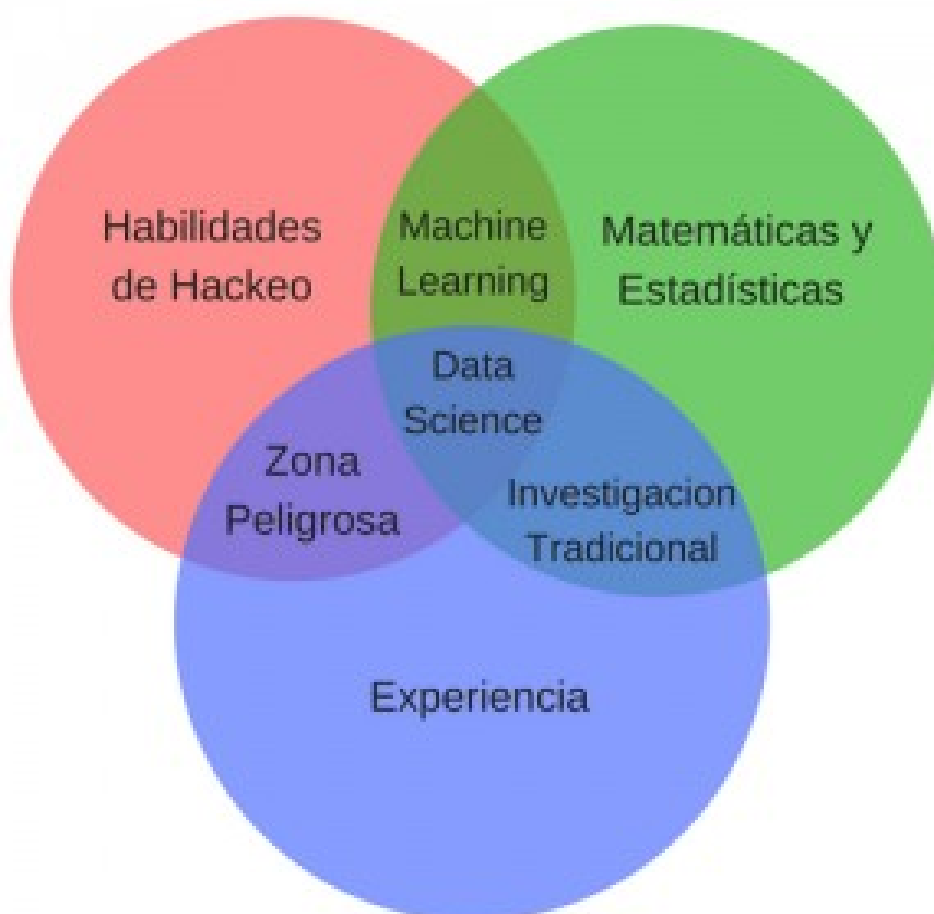 Habilidades
de Hackeo
Machine
Learning
Matemáticas y
Estadísticas
Data
Science
Zona
Peligrosa
Investigacion
Tradicional
Experiencia